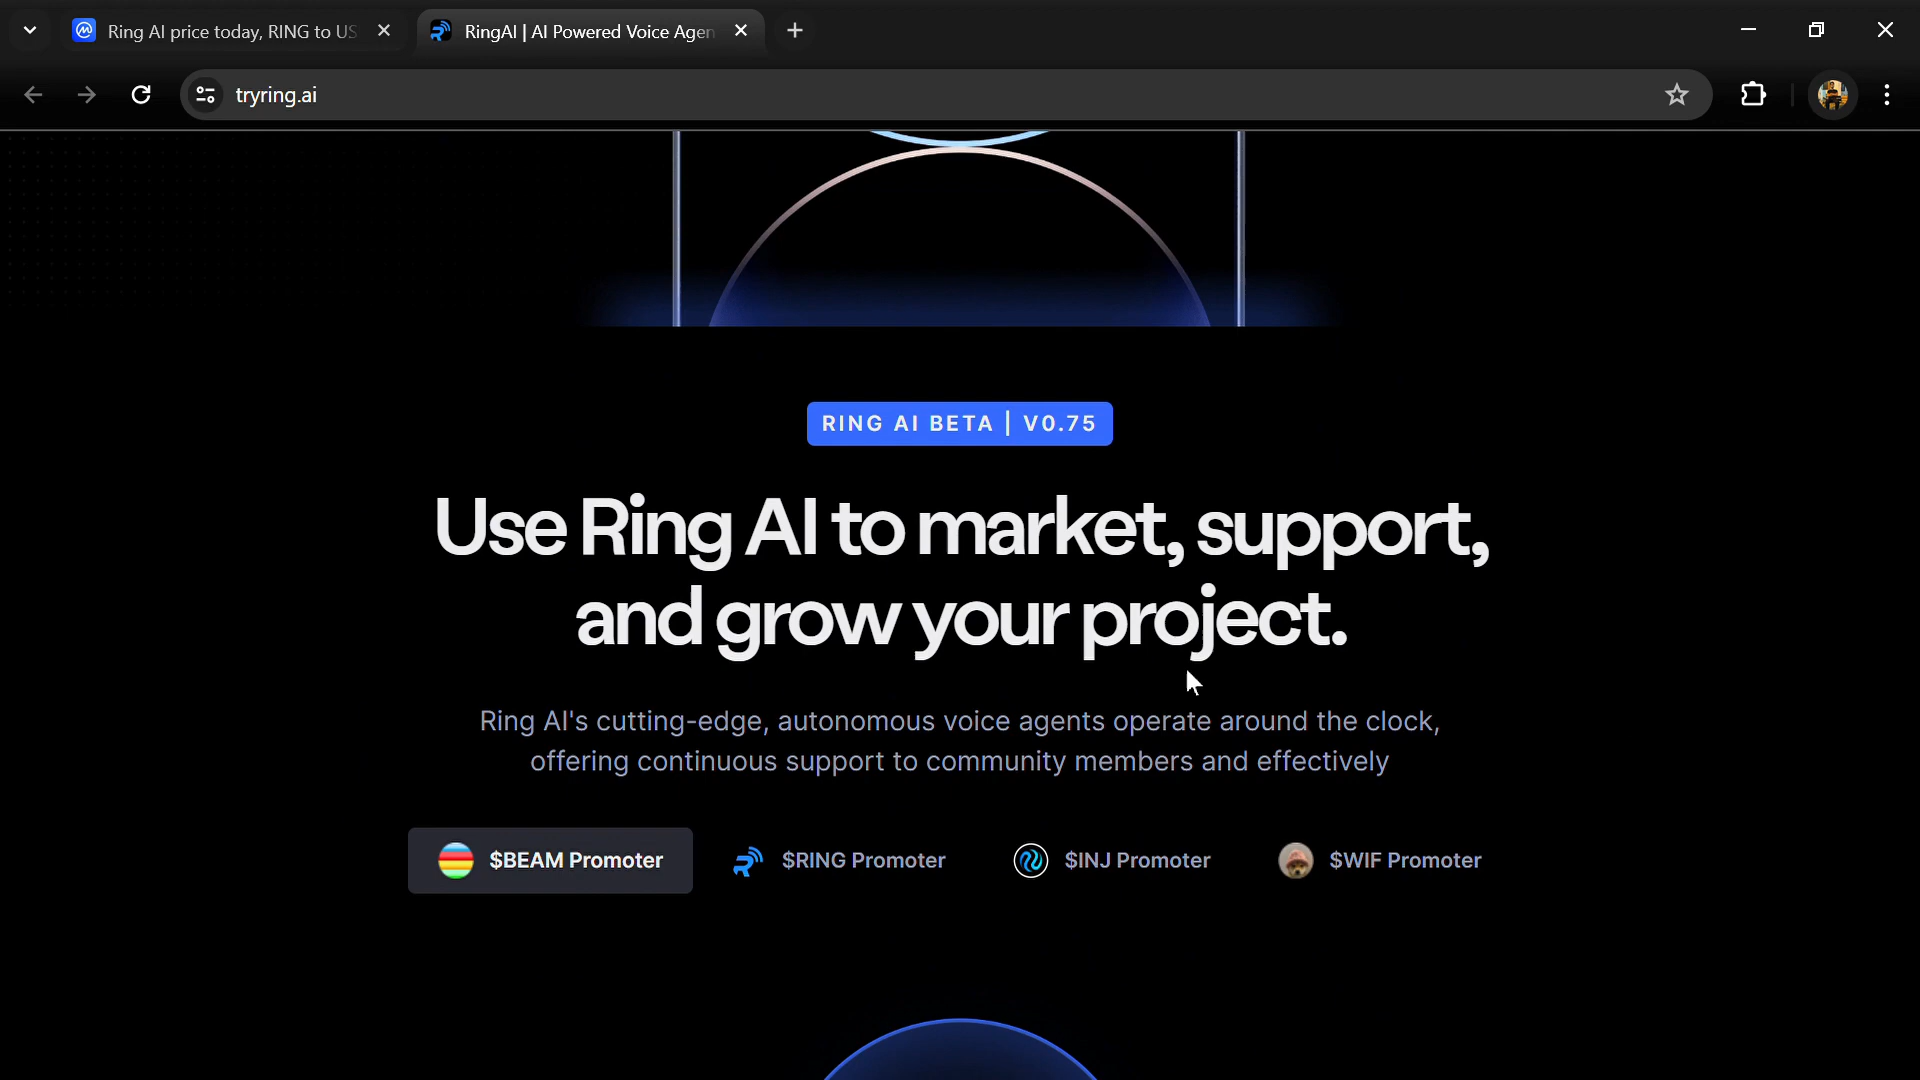 Ring AI price today, RING to US
RingAI | AI Powered Voice Agen
tryring.ai
RING AI BETA | V0.75
Use Ring AI to market, support,
and grow your project.
Ring AI's cutting-edge, autonomous voice agents operate around the clock,
offering continuous support to community members and effectively
$BEAM Promoter
$RING Promoter
$INJ Promoter
$WIF Promoter